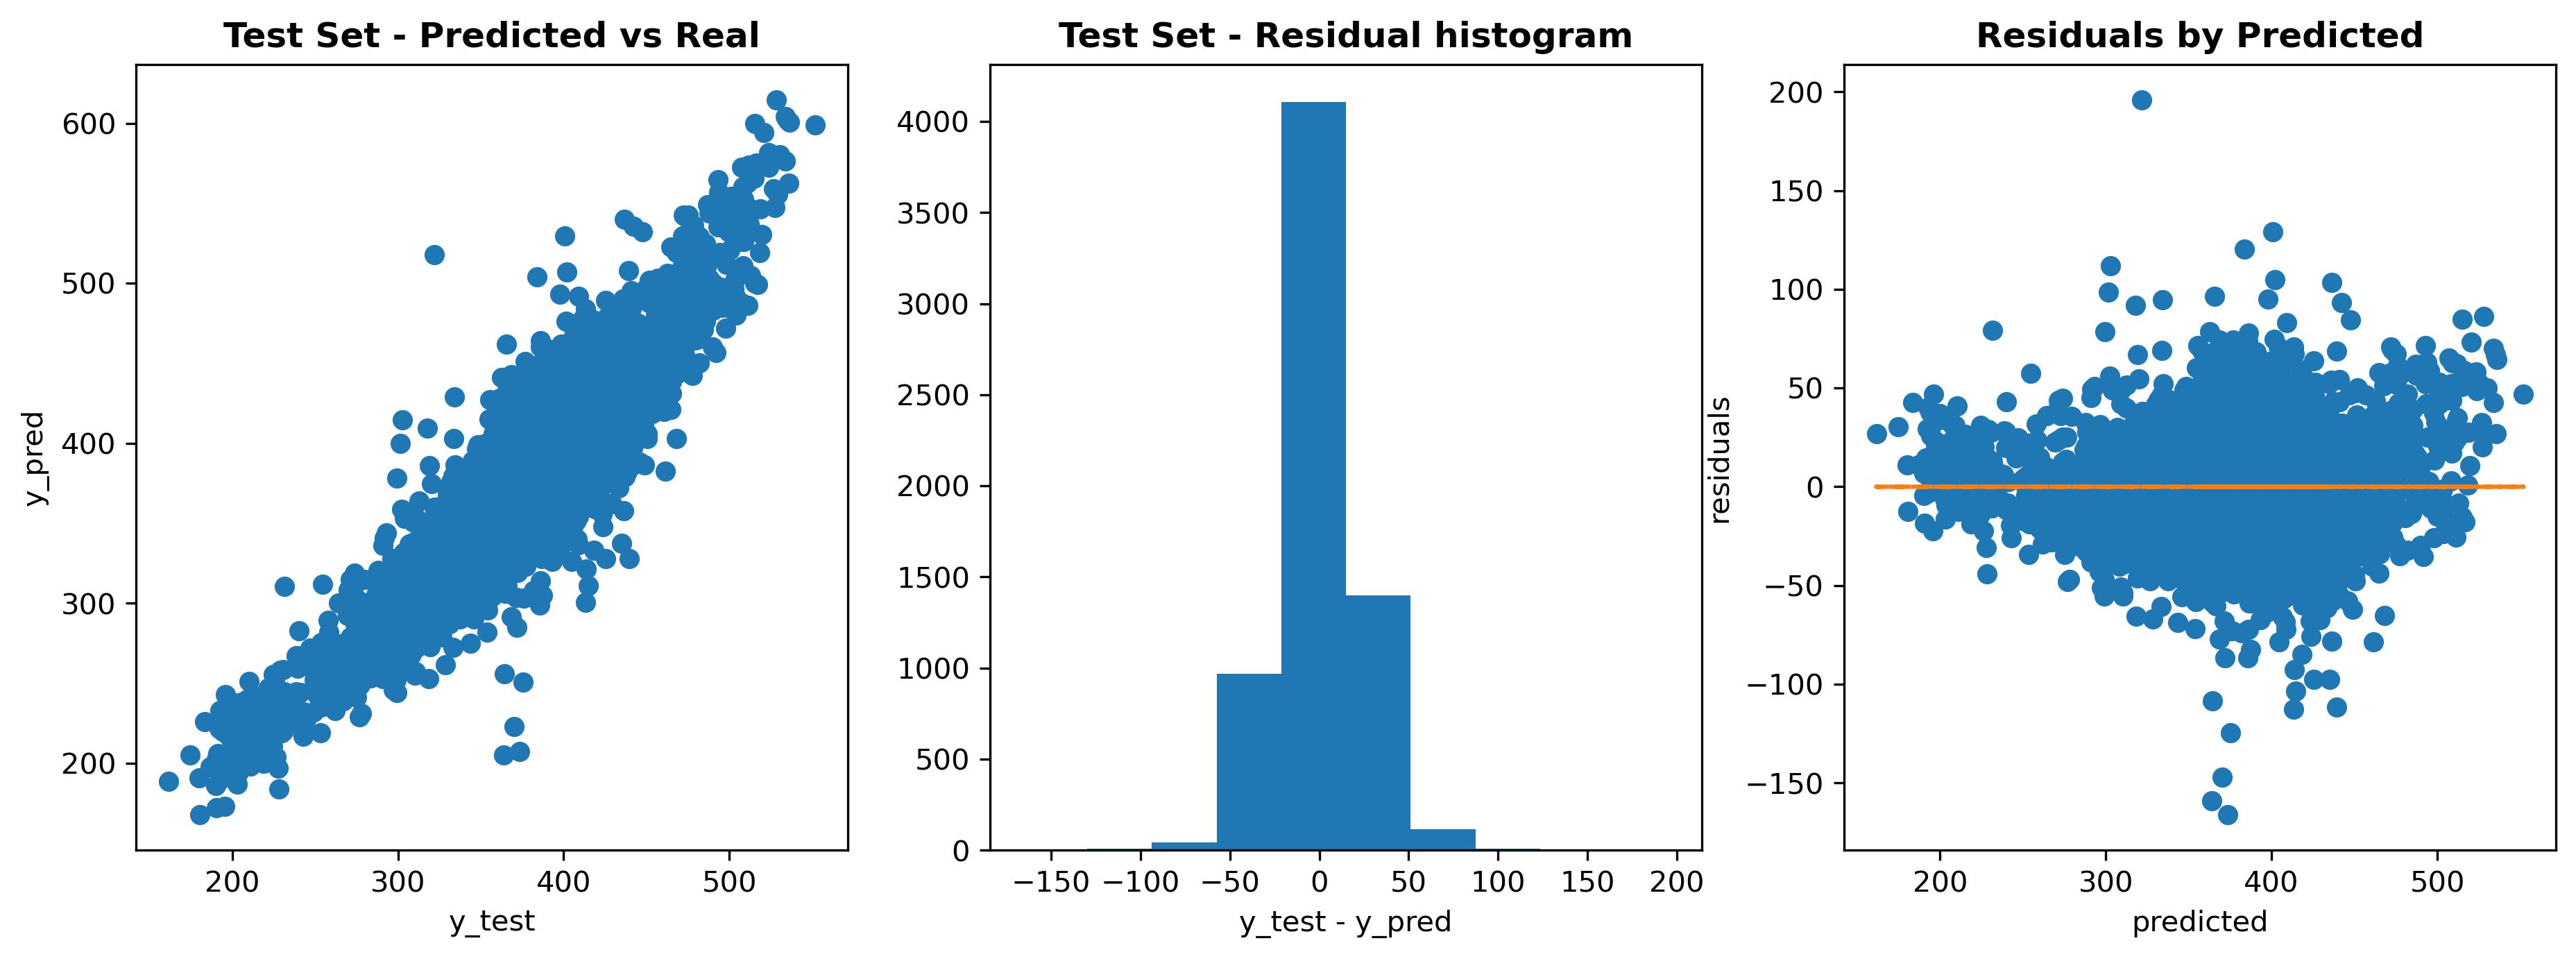 Test Set - Predicted vs Real
600
500
400
300
200
y_pred
200 300 400 500
y_test
Test Set - Residual histogram
4000
3500
3000
2500
2000
1500
1000
500
0
−150 −100 −50 0 50 100 150 200
y_test - y_pred
Residuals by Predicted
200
150
100
50
0
−50
−100
−150
residuals
200 300 400 500
predicted